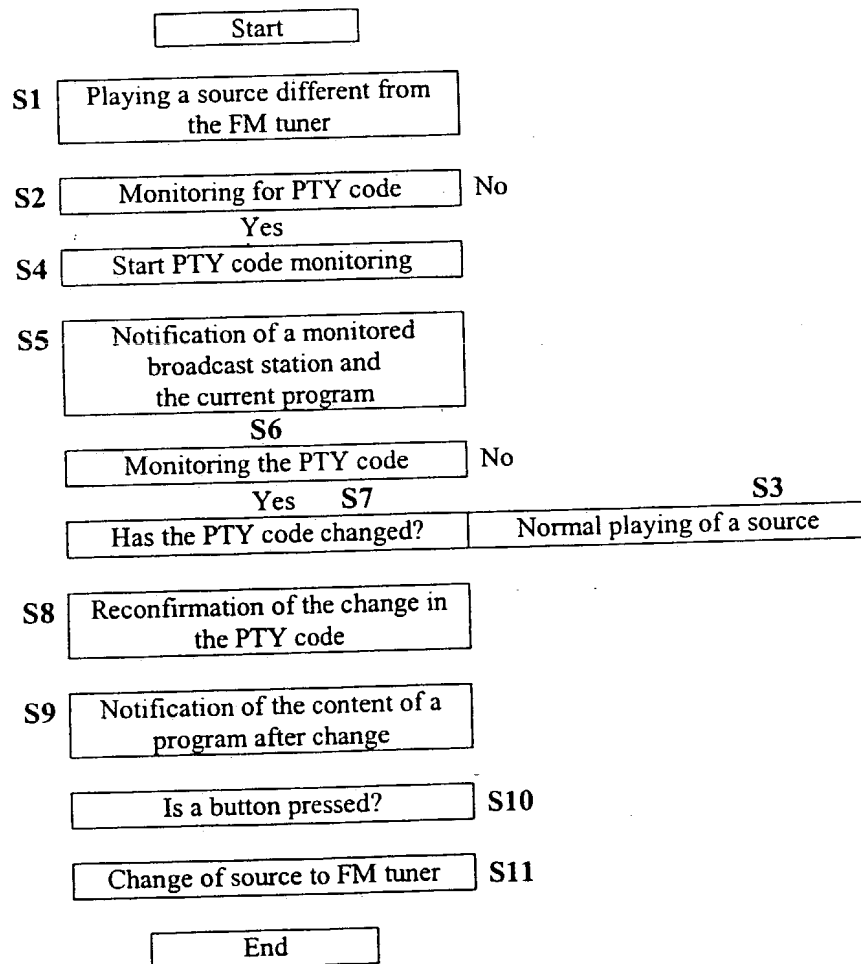 Start
S1 Playing a source different from
the FM tuner
S2 Monitoring for PTY code No
Yes
S4 Start PTY code monitoring
S5 Notification of a monitored
broadcast station and
the current program
S6
Monitoring the PTY code No
Yes S7 S3
Has the PTY code changed? Normal playing of a source
S8 Reconfirmation of the change in
the PTY code
S9 Notification of the content of a
program after change
Is a button pressed? S10
Change of source to FM tuner S11
End